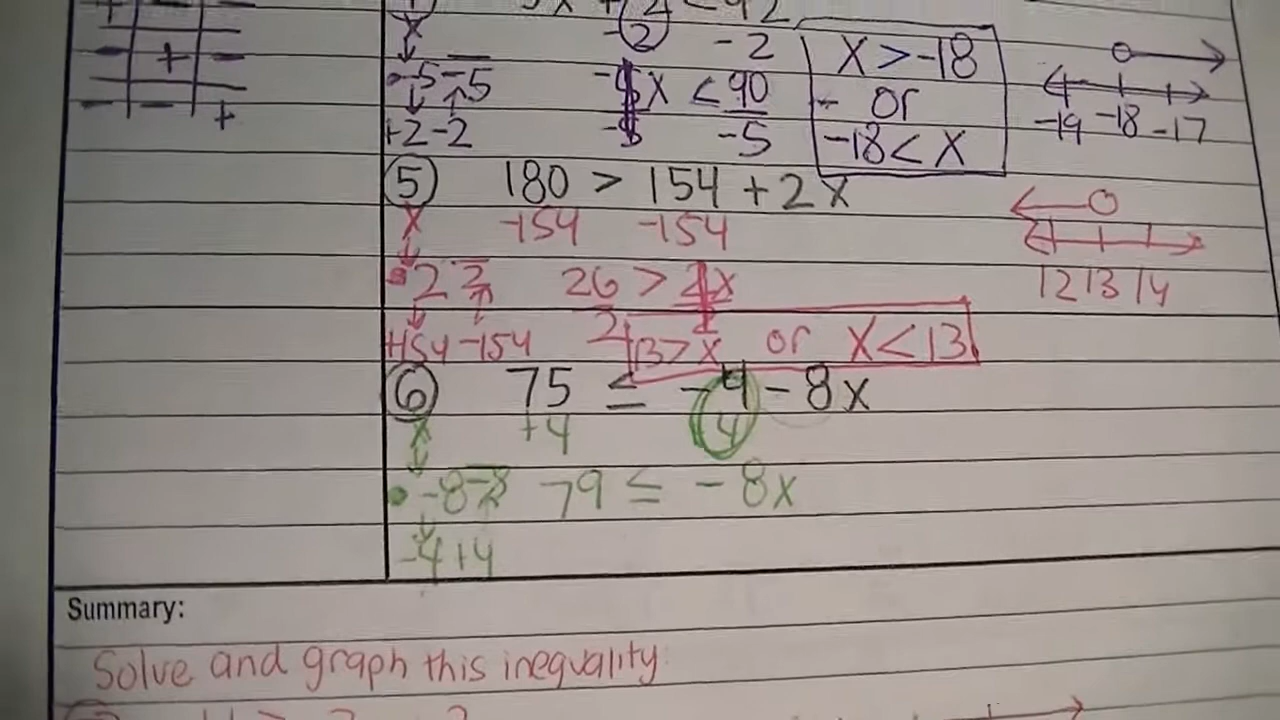 -2 -2
X > -18
-5 -5 -5x < 90
or
+2 -2 -5 -5
-18 < X
-19 -18 -17
⑤ 180 > 154 + 2x
X -154 -154
2 2 26 > 2x
12 13 14
+154 -154 2 2
13 > X or X < 13
⑥ 75 ≤ -4 - 8x
X +4 4
-8 -8 79 ≤ -8x
-4 +4
Summary:
Solve and graph this inequality